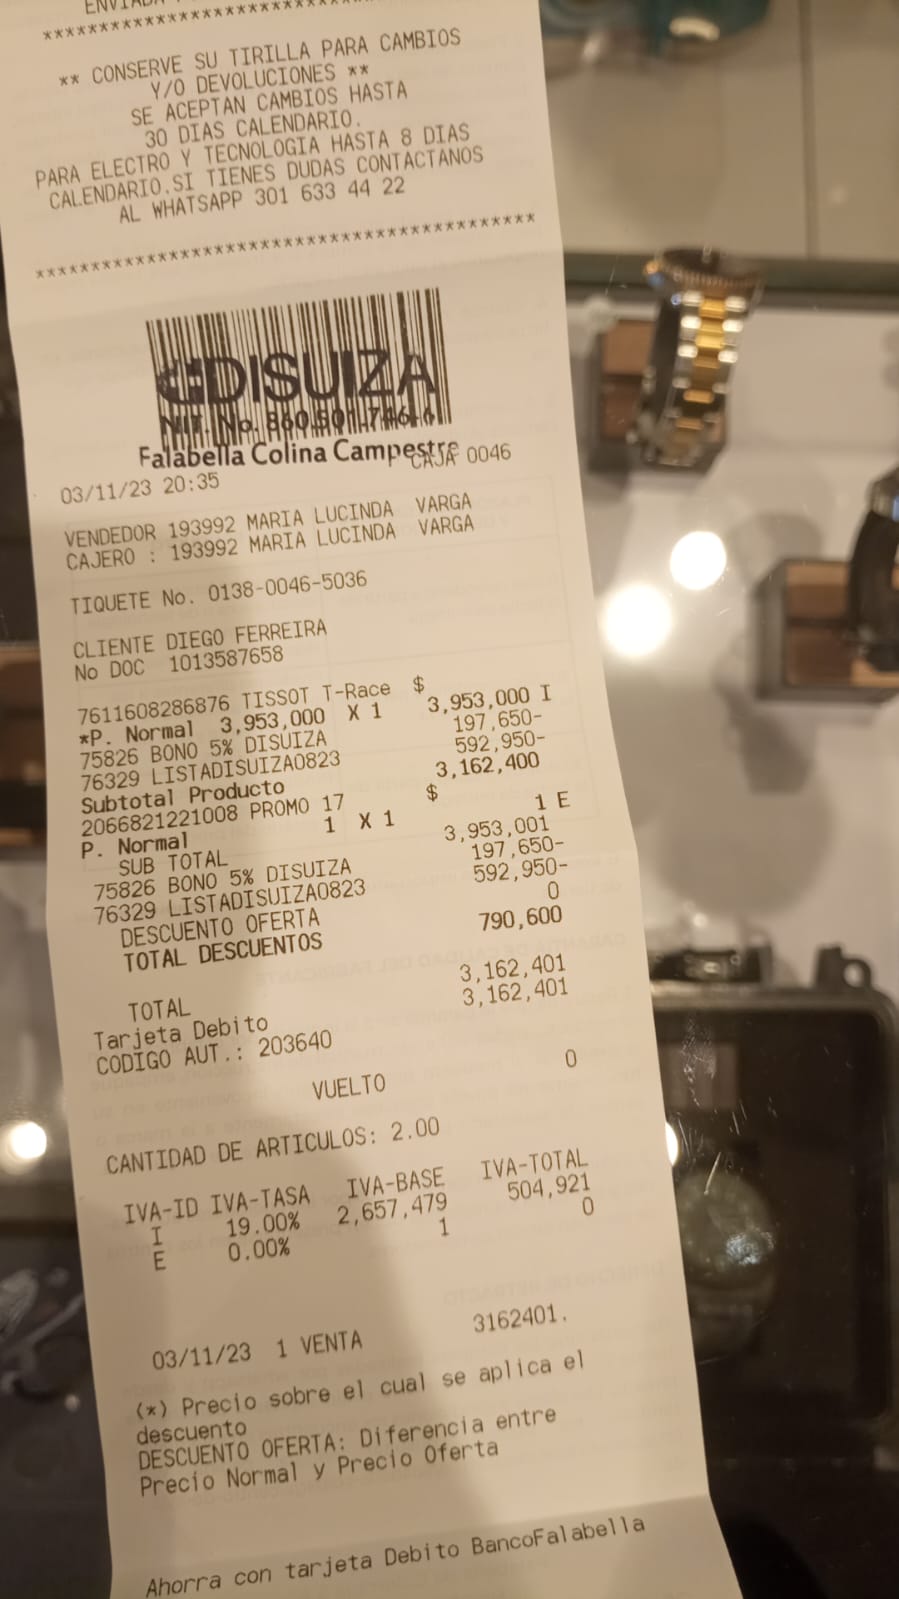 ENVIADA
****************************************
** CONSERVE SU TIRILLA PARA CAMBIOS
Y/O DEVOLUCIONES **
SE ACEPTAN CAMBIOS HASTA
30 DIAS CALENDARIO.
PARA ELECTRO Y TECNOLOGIA HASTA 8 DIAS
CALENDARIO.SI TIENES DUDAS CONTACTANOS
AL WHATSAPP 301 633 44 22
****************************************
DISUIZA
NIT. No. 860.501.746-6
Falabella Colina Campestre
CAJA 0046
03/11/23 20:35
VENDEDOR 193992 MARIA LUCINDA VARGA
CAJERO : 193992 MARIA LUCINDA VARGA
TIQUETE No. 0138-0046-5036
CLIENTE DIEGO FERREIRA
No DOC 1013587658
7611608286876 TISSOT T-Race $
*P. Normal 3,953,000 X 1 3,953,000 I
75826 BONO 5% DISUIZA 197,650-
76329 LISTADISUIZA0823 592,950-
Subtotal Producto 3,162,400
2066821221008 PROMO 17 $
P. Normal 1 X 1 1 E
SUB TOTAL 3,953,001
75826 BONO 5% DISUIZA 197,650-
76329 LISTADISUIZA0823 592,950-
DESCUENTO OFERTA 0
TOTAL DESCUENTOS 790,600
TOTAL 3,162,401
Tarjeta Debito 3,162,401
CODIGO AUT.: 203640
VUELTO 0
CANTIDAD DE ARTICULOS: 2.00
IVA-ID IVA-TASA IVA-BASE IVA-TOTAL
I 19.00% 2,657,479 504,921
E 0.00% 1 0
03/11/23 1 VENTA 3162401.
(*) Precio sobre el cual se aplica el
descuento
DESCUENTO OFERTA: Diferencia entre
Precio Normal y Precio Oferta
Ahorra con tarjeta Debito BancoFalabella